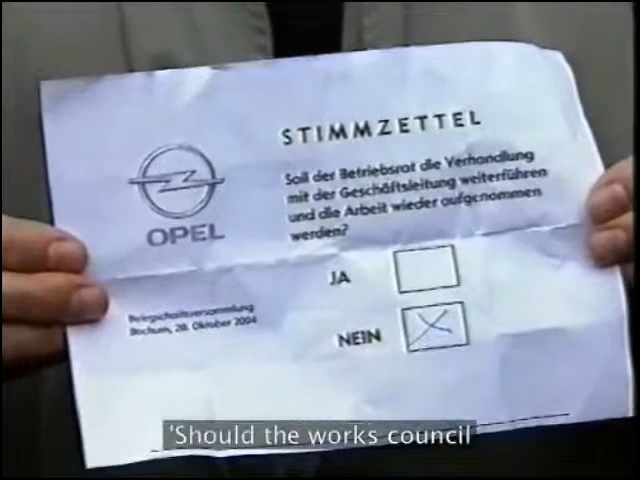 STIMMZETTEL
Soll der Betriebsrat die Verhandlung
mit der Geschäftsleitung weiterführen
und die Arbeit wieder aufgenommen
werden?
OPEL
JA
Belegschaftsversammlung
Bochum, 20. Oktober 2004
NEIN
'Should the works council